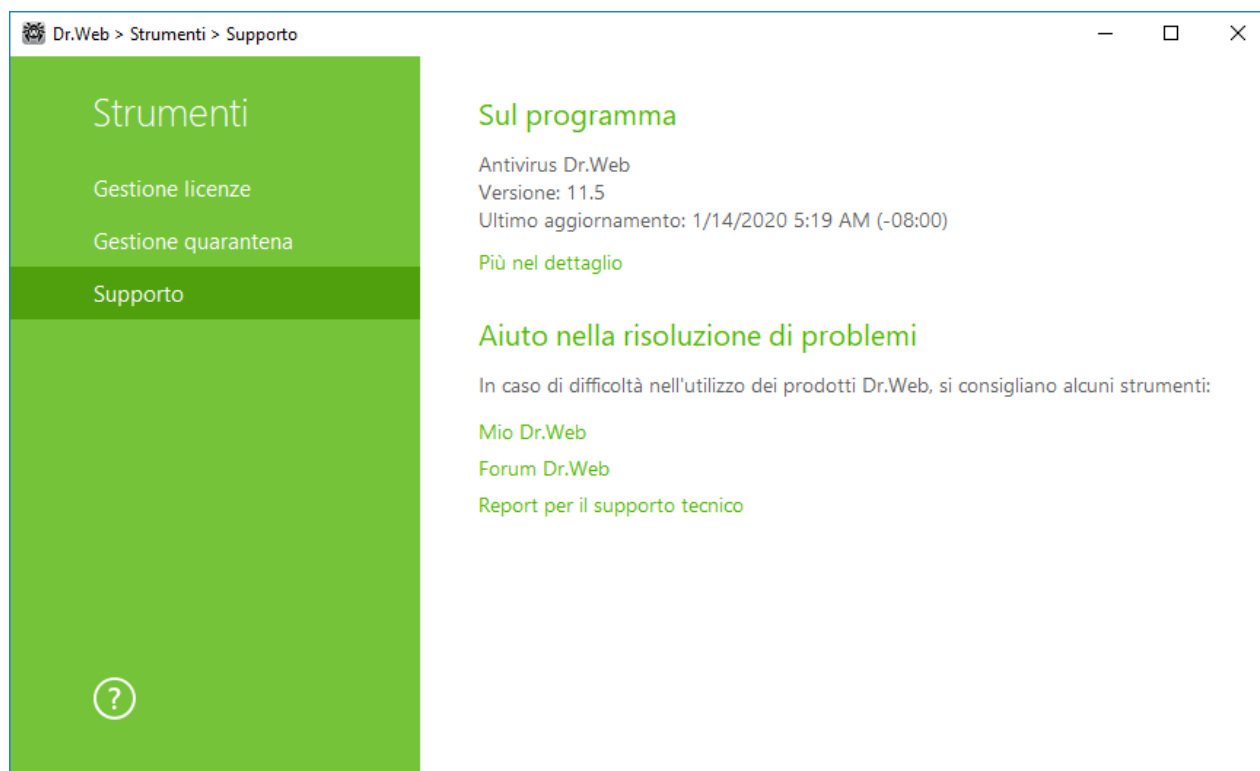 Dr.Web > Strumenti > Supporto
Strumenti
Gestione licenze
Gestione quarantena
Supporto
?
Sul programma
Antivirus Dr.Web
Versione: 11.5
Ultimo aggiornamento: 1/14/2020 5:19 AM (-08:00)
Più nel dettaglio
Aiuto nella risoluzione di problemi
In caso di difficoltà nell'utilizzo dei prodotti Dr.Web, si consigliano alcuni strumenti:
Mio Dr.Web
Forum Dr.Web
Report per il supporto tecnico